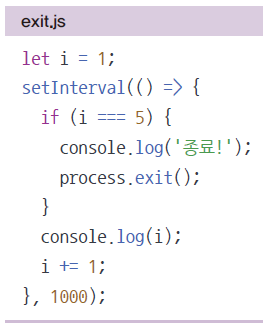 exit.js
let i = 1;
setInterval(() => {
  if (i === 5) {
    console.log('종료!');
    process.exit();
  }
  console.log(i);
  i += 1;
}, 1000);